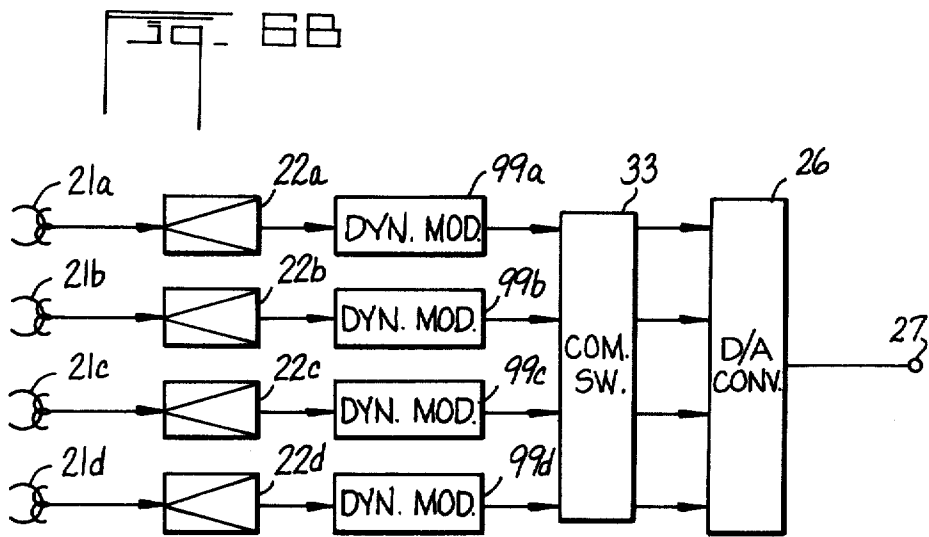 6B
21a 22a 99a 33 26
DYN. MOD.
21b 22b 99b
DYN. MOD.
COM.
SW.
D/A
CONV.
27
21c 22c 99c
DYN. MOD.
21d 22d 99d
DYN. MOD.